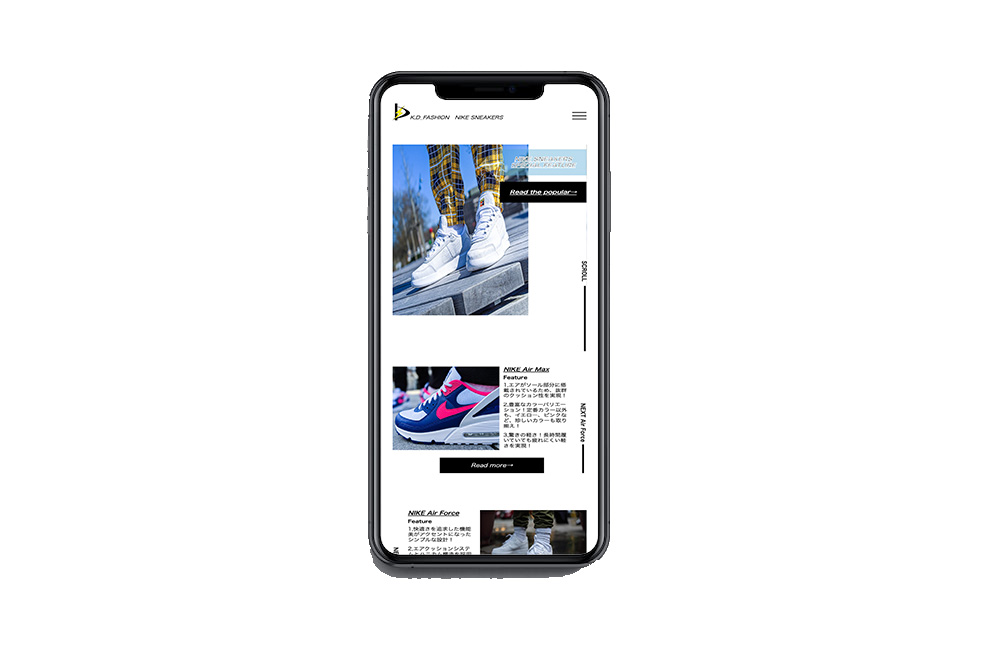 K,D_FASHION NIKE SNEAKERS
Read the popular→
SCROLL
NIKE Air Max
Feature
1.エアがソール部分に搭
載されているため、抜群
のクッション性を実現！
2.豊富なカラーバリエー
ション！定番カラー以外
も、イエロー、ピンクな
ど、珍しいカラーも取り
揃え！
3.驚きの軽さ！長時間履
いていても疲れにくい軽
さを実現！
NEXT Air Force
Read more→
NIKE Air Force
Feature
1.快適さを追求した機能
美がアクセントになった
シンプルな設計！
2.エアクッションシステ